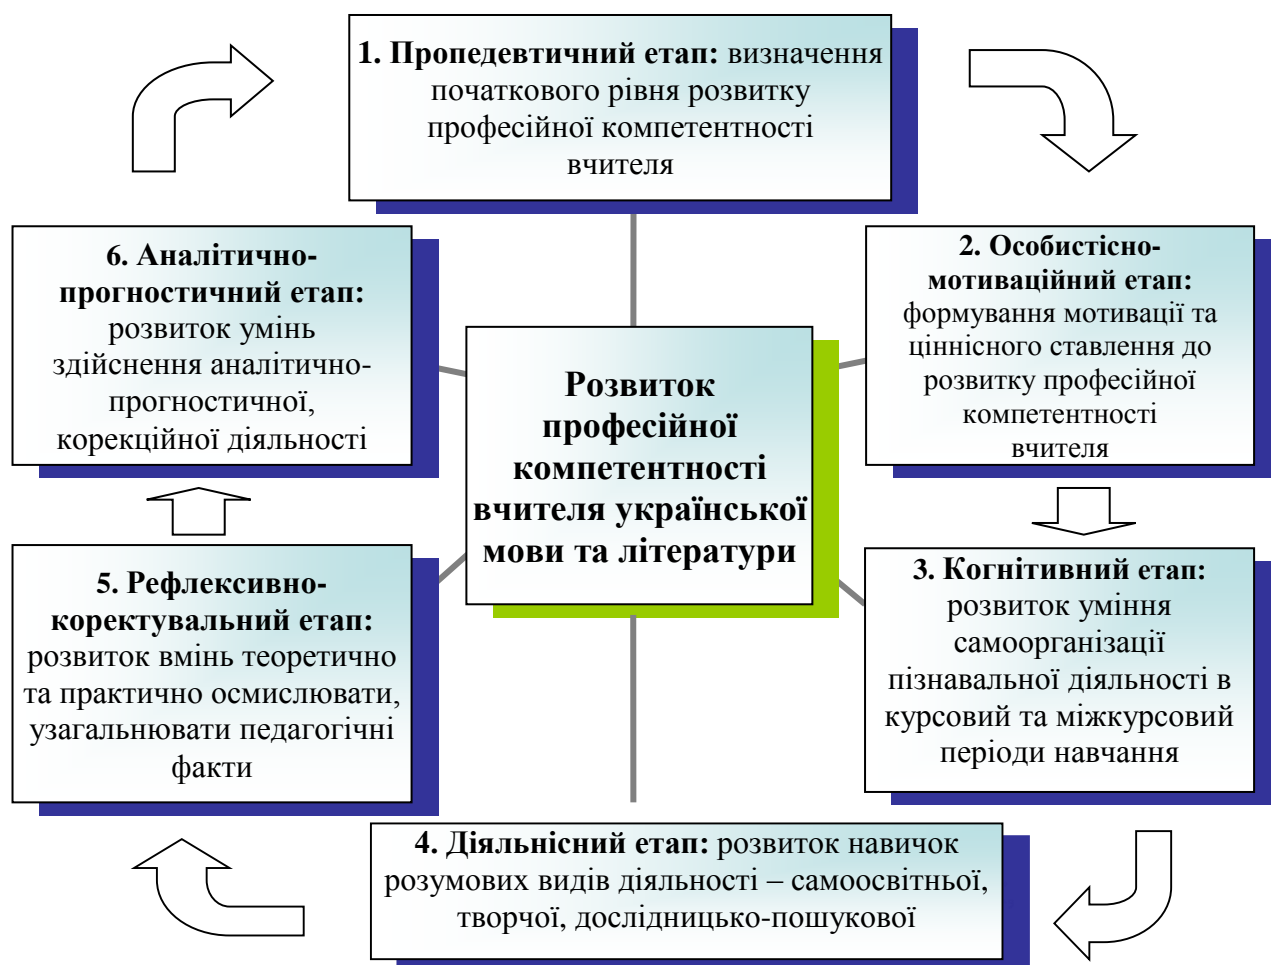 1. Пропедевтичний етап: визначення
початкового рівня розвитку
професійної компетентності
вчителя
2. Особистісно-
мотиваційний етап:
формування мотивації та
ціннісного ставлення до
розвитку професійної
компетентності
вчителя
3. Когнітивний етап:
розвиток уміння
самоорганізації
пізнавальної діяльності в
курсовий та міжкурсовий
періоди навчання
4. Діяльнісний етап: розвиток навичок
розумових видів діяльності – самоосвітньої,
творчої, дослідницько-пошукової
5. Рефлексивно-
коректувальний етап:
розвиток вмінь теоретично
та практично осмислювати,
узагальнювати педагогічні
факти
6. Аналітично-
прогностичний етап:
розвиток умінь
здійснення аналітично-
прогностичної,
корекційної діяльності
Розвиток
професійної
компетентності
вчителя української
мови та літератури